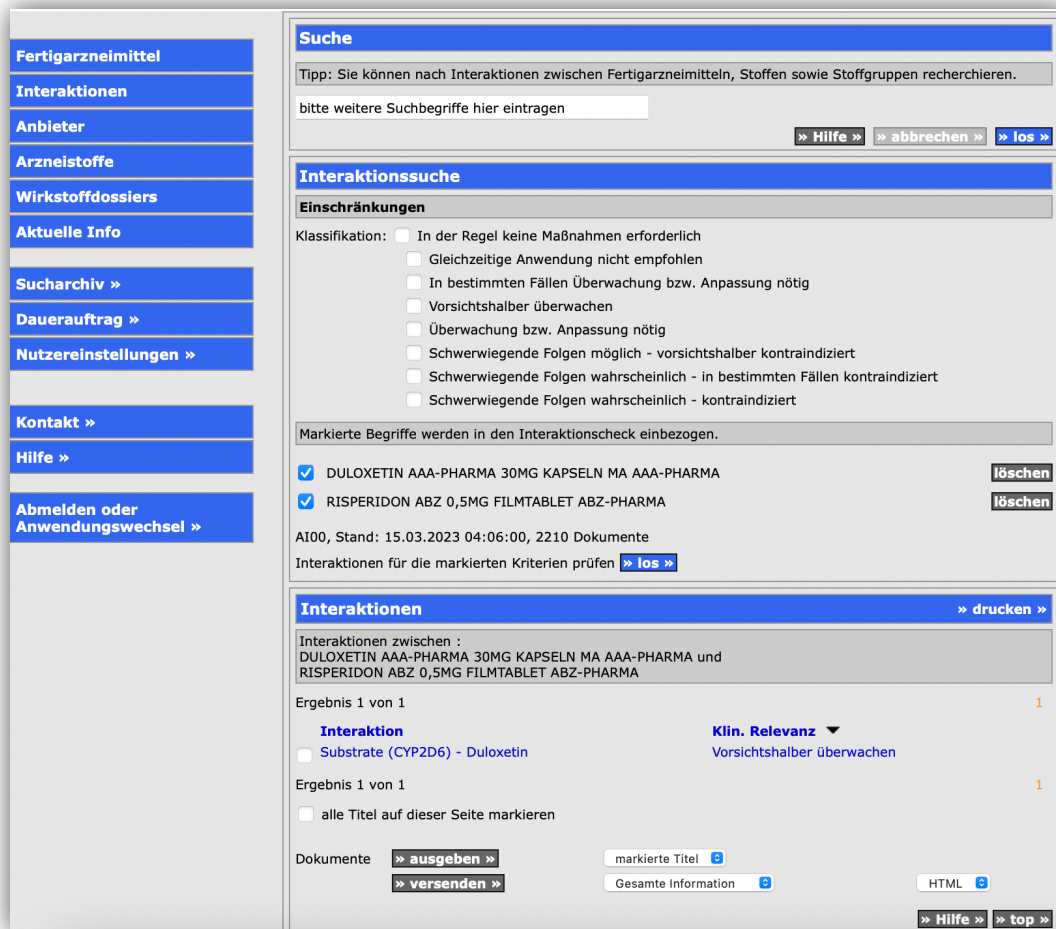 Fertigarzneimittel
Interaktionen
Anbieter
Arzneistoffe
Wirkstoffdossiers
Aktuelle Info
Sucharchiv »
Dauerauftrag »
Nutzereinstellungen »
Kontakt »
Hilfe »
Abmelden oder
Anwendungswechsel »
Suche
Tipp: Sie können nach Interaktionen zwischen Fertigarzneimitteln, Stoffen sowie Stoffgruppen recherchieren.
bitte weitere Suchbegriffe hier eintragen
» Hilfe » » abbrechen » » los »
Interaktionssuche
Einschränkungen
Klassifikation: In der Regel keine Maßnahmen erforderlich
Gleichzeitige Anwendung nicht empfohlen
In bestimmten Fällen Überwachung bzw. Anpassung nötig
Vorsichtshalber überwachen
Überwachung bzw. Anpassung nötig
Schwerwiegende Folgen möglich - vorsichtshalber kontraindiziert
Schwerwiegende Folgen wahrscheinlich - in bestimmten Fällen kontraindiziert
Schwerwiegende Folgen wahrscheinlich - kontraindiziert
Markierte Begriffe werden in den Interaktionscheck einbezogen.
DULOXETIN AAA-PHARMA 30MG KAPSELN MA AAA-PHARMA löschen
RISPERIDON ABZ 0,5MG FILMTABLET ABZ-PHARMA löschen
AI00, Stand: 15.03.2023 04:06:00, 2210 Dokumente
Interaktionen für die markierten Kriterien prüfen » los »
Interaktionen » drucken »
Interaktionen zwischen :
DULOXETIN AAA-PHARMA 30MG KAPSELN MA AAA-PHARMA und
RISPERIDON ABZ 0,5MG FILMTABLET ABZ-PHARMA
Ergebnis 1 von 1 1
Interaktion Klin. Relevanz
Substrate (CYP2D6) - Duloxetin Vorsichtshalber überwachen
Ergebnis 1 von 1 1
alle Titel auf dieser Seite markieren
Dokumente » ausgeben » markierte Titel
» versenden » Gesamte Information HTML
» Hilfe » » top »